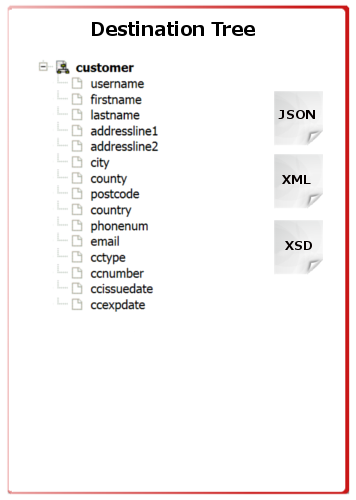 Destination Tree
customer
username
firstname
lastname
addressline1
addressline2
city
county
postcode
country
phonenum
email
cctype
ccnumber
ccissuedate
ccexpdate
JSON
XML
XSD